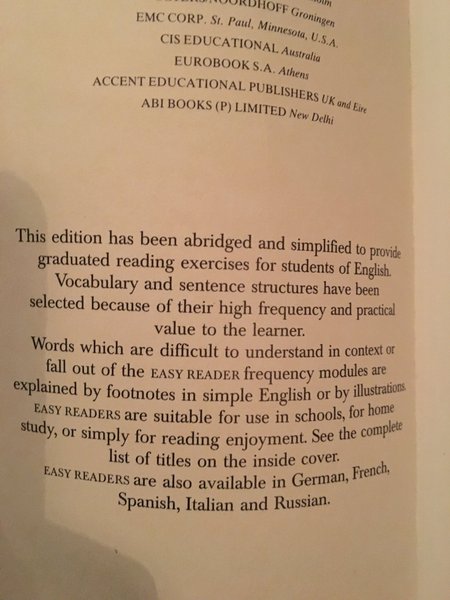 NOORDHOFF Groningen
EMC CORP. St. Paul, Minnesota, U.S.A.
CIS EDUCATIONAL Australia
EUROBOOK S.A. Athens
ACCENT EDUCATIONAL PUBLISHERS UK and Eire
ABI BOOKS (P) LIMITED New Delhi
This edition has been abridged and simplified to provide
graduated reading exercises for students of English.
Vocabulary and sentence structures have been
selected because of their high frequency and practical
value to the learner.
Words which are difficult to understand in context or
fall out of the EASY READER frequency modules are
explained by footnotes in simple English or by illustrations.
EASY READERS are suitable for use in schools, for home
study, or simply for reading enjoyment. See the complete
list of titles on the inside cover.
EASY READERS are also available in German, French,
Spanish, Italian and Russian.